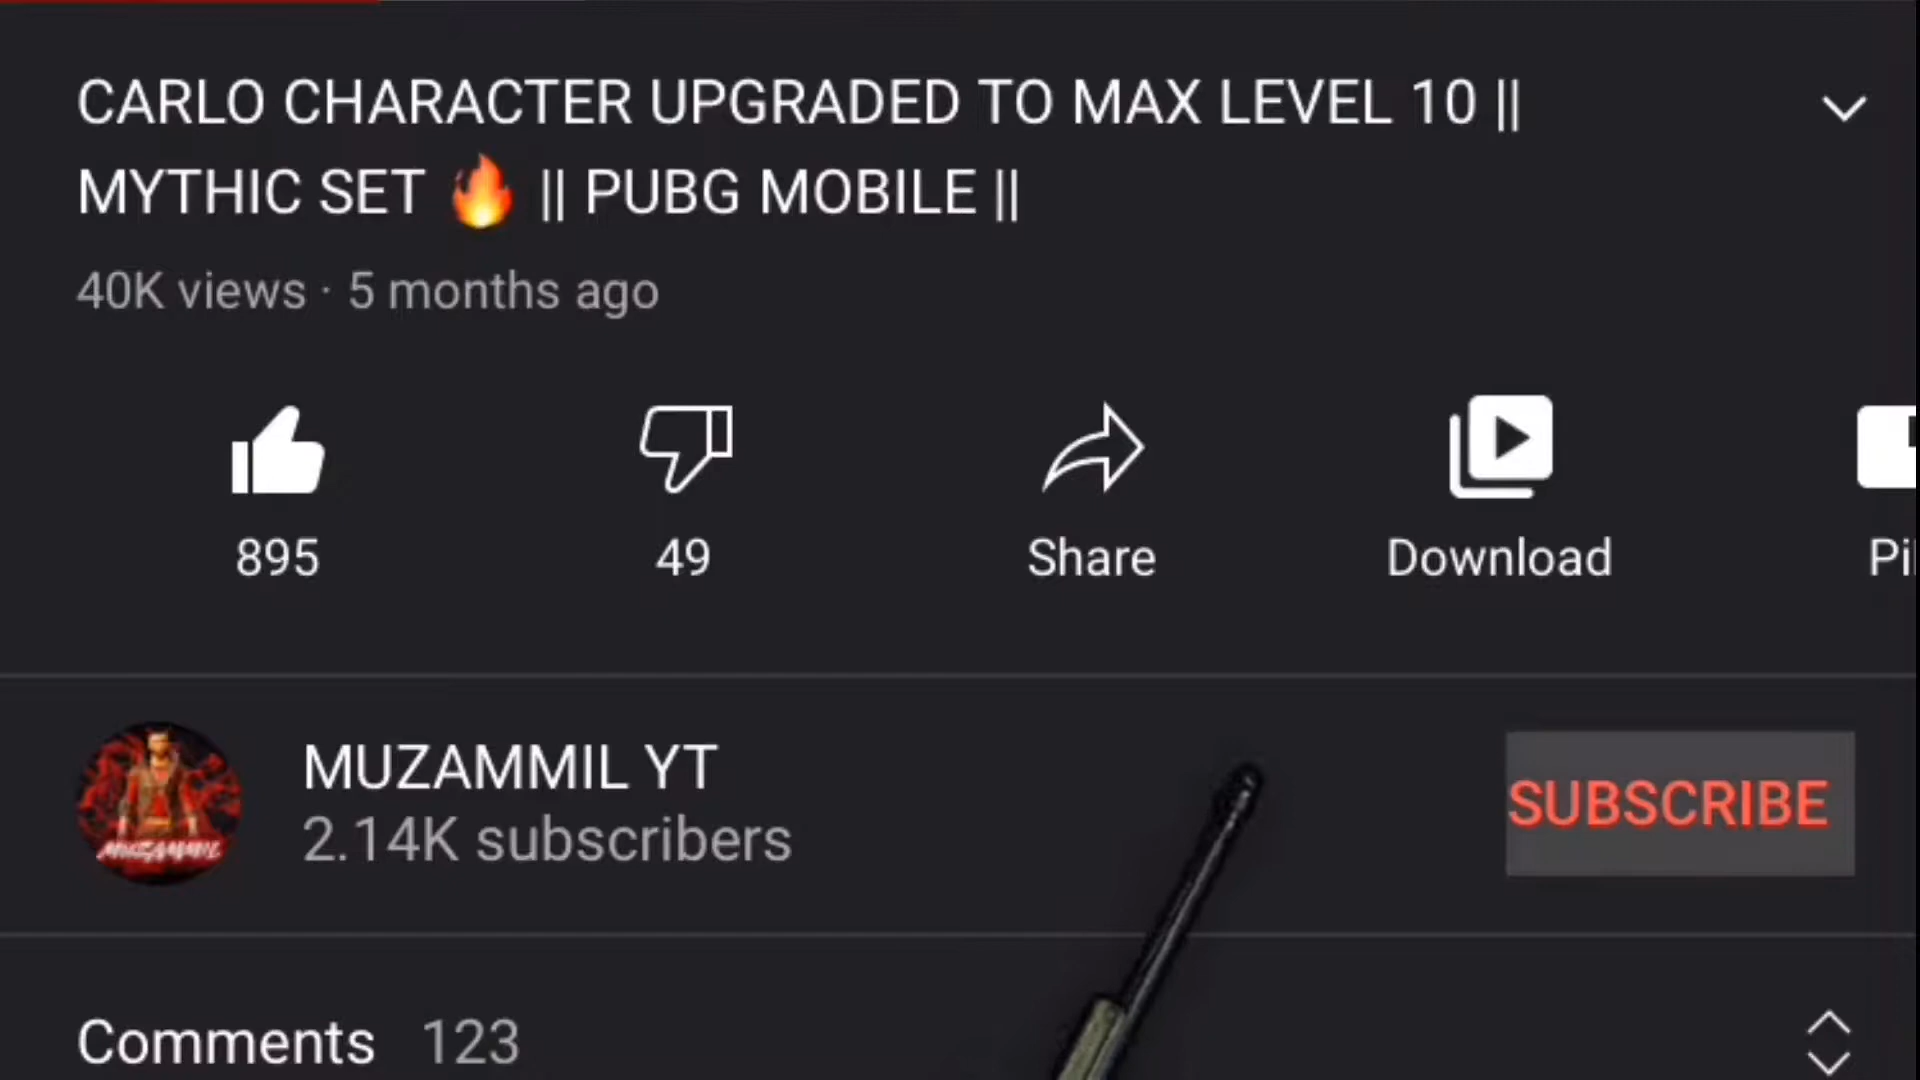 CARLO CHARACTER UPGRADED TO MAX LEVEL 10 ||
MYTHIC SET 🔥 || PUBG MOBILE ||
40K views · 5 months ago
895
49
Share
Download
MUZAMMIL YT
2.14K subscribers
MUZAMMIL
SUBSCRIBE
Comments 123